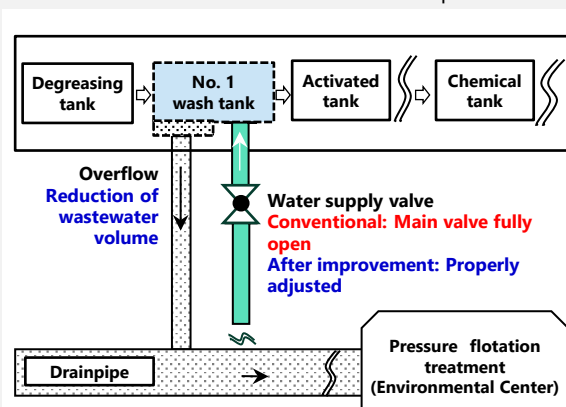 Degreasing
tank
No. 1
wash tank
Activated
tank
Chemical
tank
Overflow
Reduction of
wastewater
volume
Water supply valve
Conventional: Main valve fully
open
After improvement: Properly
adjusted
Drainpipe
Pressure flotation
treatment
(Environmental Center)